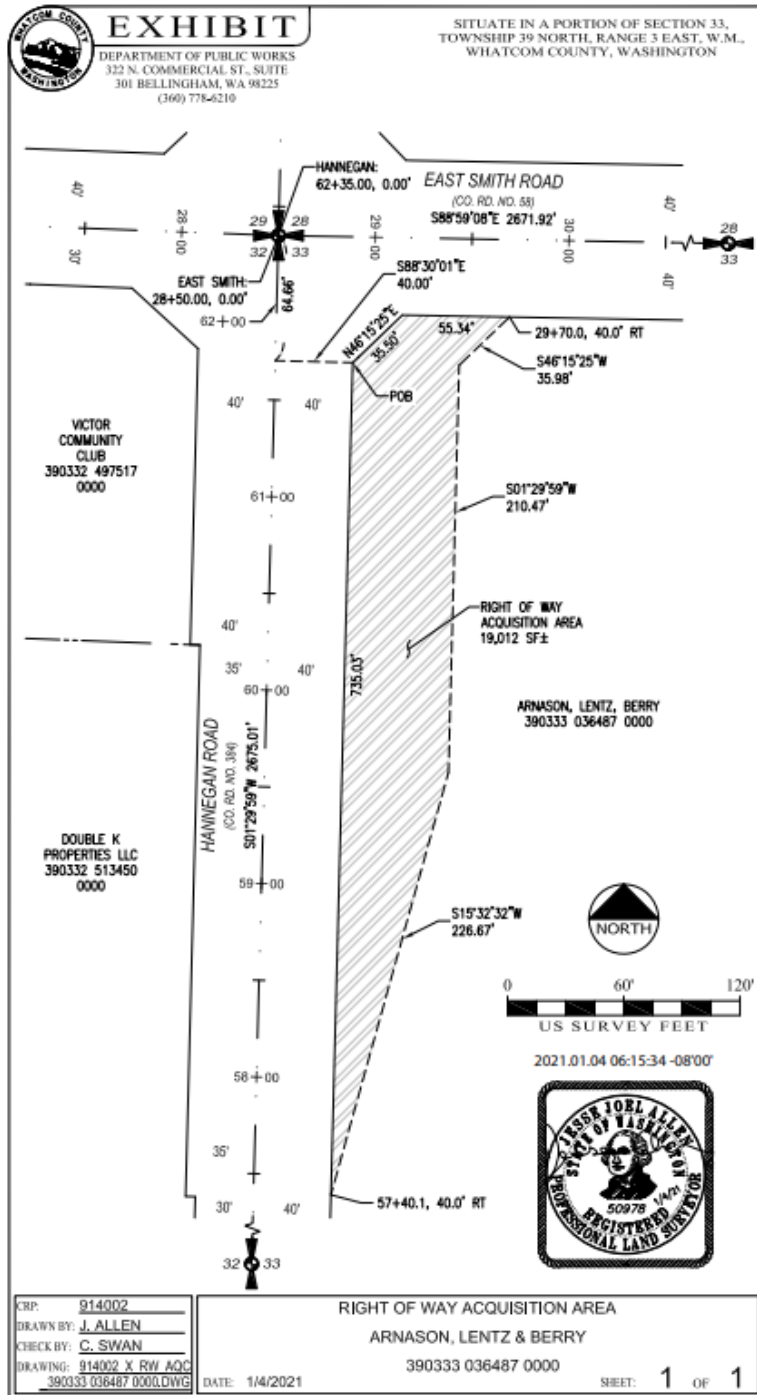 WHATCOM COUNTY
WASHINGTON
EXHIBIT
DEPARTMENT OF PUBLIC WORKS
322 N. COMMERCIAL ST., SUITE
301 BELLINGHAM, WA 98225
(360) 778-6210
SITUATE IN A PORTION OF SECTION 33,
TOWNSHIP 39 NORTH, RANGE 3 EAST, W.M.,
WHATCOM COUNTY, WASHINGTON
HANNEGAN:
62+35.00, 0.00'
EAST SMITH ROAD
(CO. RD. NO. 58)
S88°59'08"E 2671.92'
40'
30'
28+00
29 28
32 33
29+00
30+00
40'
40'
28
33
EAST SMITH:
28+50.00, 0.00'
64.66'
S88°30'01"E
40.00'
62+00
N46°15'25"E
35.50'
55.34'
29+70.0, 40.0' RT
S46°15'25"W
35.98'
POB
40'
40'
VICTOR
COMMUNITY
CLUB
390332 497517
0000
61+00
S01°29'59"W
210.47'
RIGHT OF WAY
ACQUISITION AREA
19,012 SF±
40'
35'
40'
735.03'
60+00
ARNASON, LENTZ, BERRY
390333 036487 0000
HANNEGAN ROAD
(CO. RD. NO. 384)
S01°29'59"W 2675.01'
DOUBLE K
PROPERTIES LLC
390332 513450
0000
59+00
S15°32'32"W
226.67'
NORTH
0 60' 120'
US SURVEY FEET
2021.01.04 06:15:34 -08'00'
58+00
JESSE JOEL ALLEN
STATE OF WASHINGTON
50978 1/4/21
REGISTERED
PROFESSIONAL LAND SURVEYOR
35'
30'
40'
57+40.1, 40.0' RT
32 33
CRP: 914002
DRAWN BY: J. ALLEN
CHECK BY: C. SWAN
DRAWING: 914002 X RW AQC
390333 036487 0000.DWG
DATE: 1/4/2021
RIGHT OF WAY ACQUISITION AREA
ARNASON, LENTZ & BERRY
390333 036487 0000
SHEET: 1 OF 1